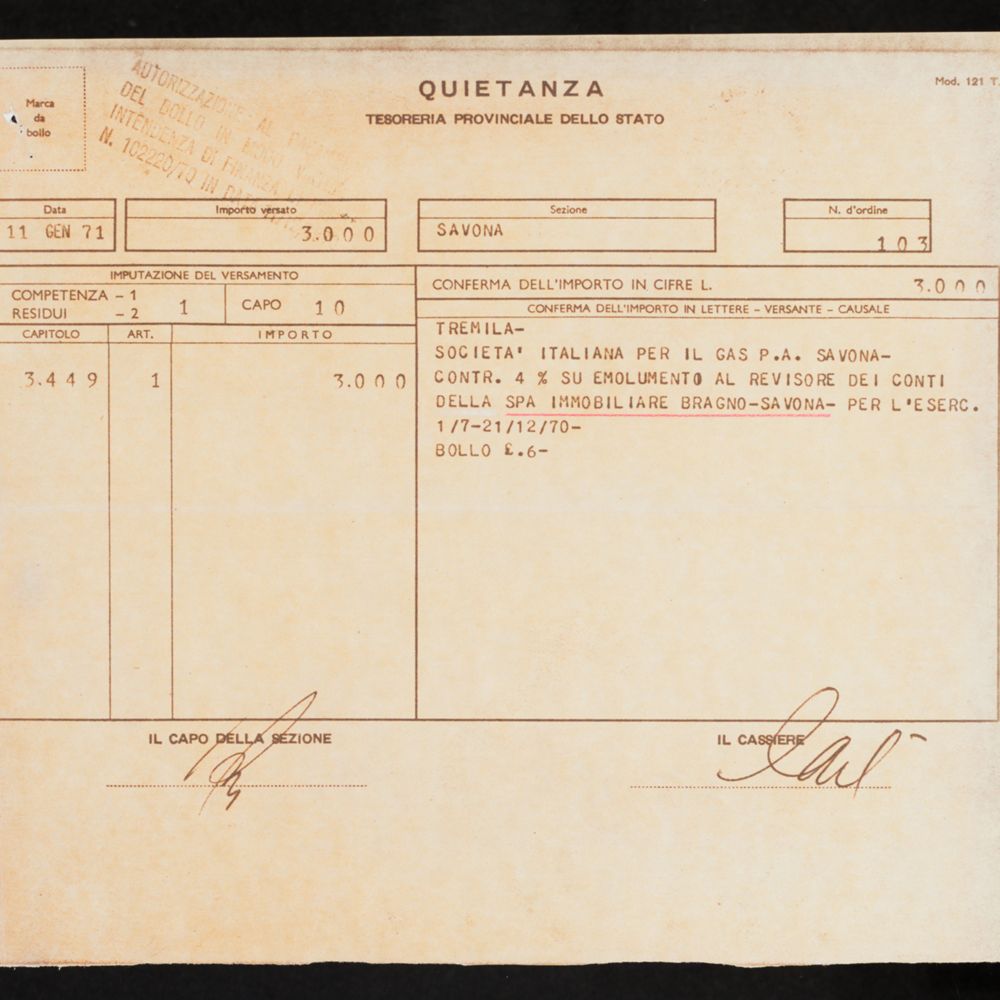 QUIETANZA
Mod. 121 T.
TESORERIA PROVINCIALE DELLO STATO
Marca
da
bollo
AUTORIZZAZIONE AL
DEL BOLLO IN MODO
INTENDENZA DI FINANZA
N. 102220/70 IN
Data
11 GEN 71
Importo versato
3.000
Sezione
SAVONA
N. d'ordine
103
IMPUTAZIONE DEL VERSAMENTO
COMPETENZA – 1
RESIDUI – 2
1
CAPO 10
CAPITOLO ART. IMPORTO
3.449 1 3.000
CONFERMA DELL'IMPORTO IN CIFRE L. 3.000
CONFERMA DELL'IMPORTO IN LETTERE – VERSANTE – CAUSALE
TREMILA-
SOCIETA' ITALIANA PER IL GAS P.A. SAVONA-
CONTR. 4 % SU EMOLUMENTO AL REVISORE DEI CONTI
DELLA SPA IMMOBILIARE BRAGNO-SAVONA- PER L'ESERC.
1/7-21/12/70-
BOLLO £.6-
IL CAPO DELLA SEZIONE
IL CASSIERE